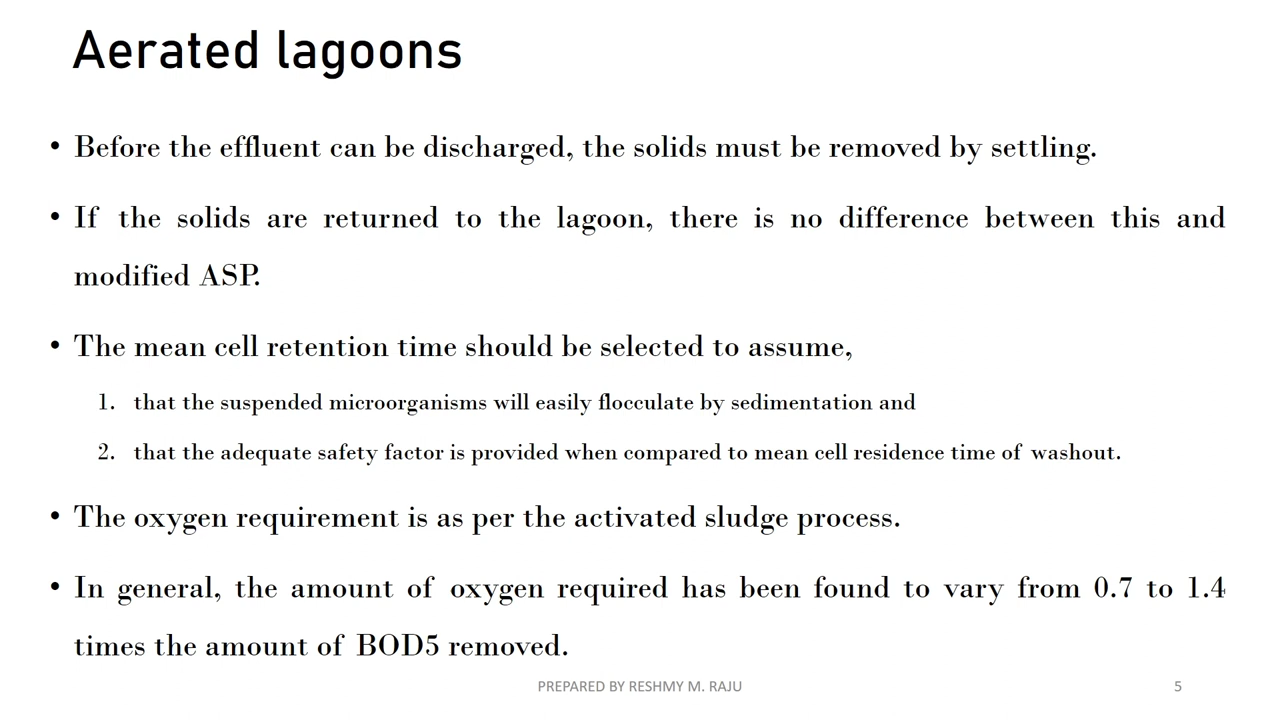 Aerated lagoons
• Before the effluent can be discharged, the solids must be removed by settling.
• If the solids are returned to the lagoon, there is no difference between this and
modified ASP.
• The mean cell retention time should be selected to assume,
1. that the suspended microorganisms will easily flocculate by sedimentation and
2. that the adequate safety factor is provided when compared to mean cell residence time of washout.
• The oxygen requirement is as per the activated sludge process.
• In general, the amount of oxygen required has been found to vary from 0.7 to 1.4
times the amount of BOD5 removed.
PREPARED BY RESHMY M. RAJU 5